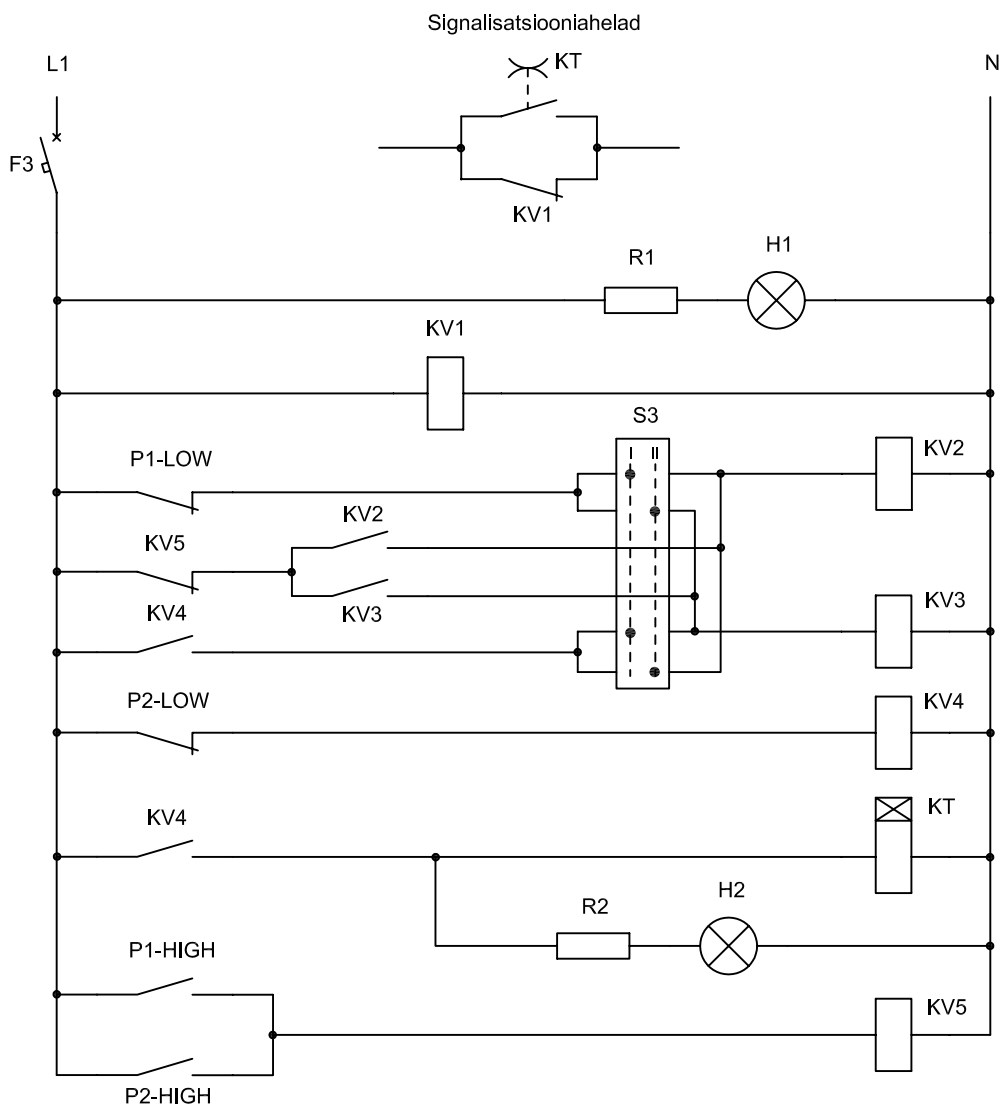 Signalisatsiooniahelad
L1
KT
N
F3
KV1
R1
H1
KV1
S3
P1-LOW
I
II
KV2
KV2
KV5
KV3
KV3
KV4
P2-LOW
KV4
KV4
KT
R2
H2
P1-HIGH
KV5
P2-HIGH